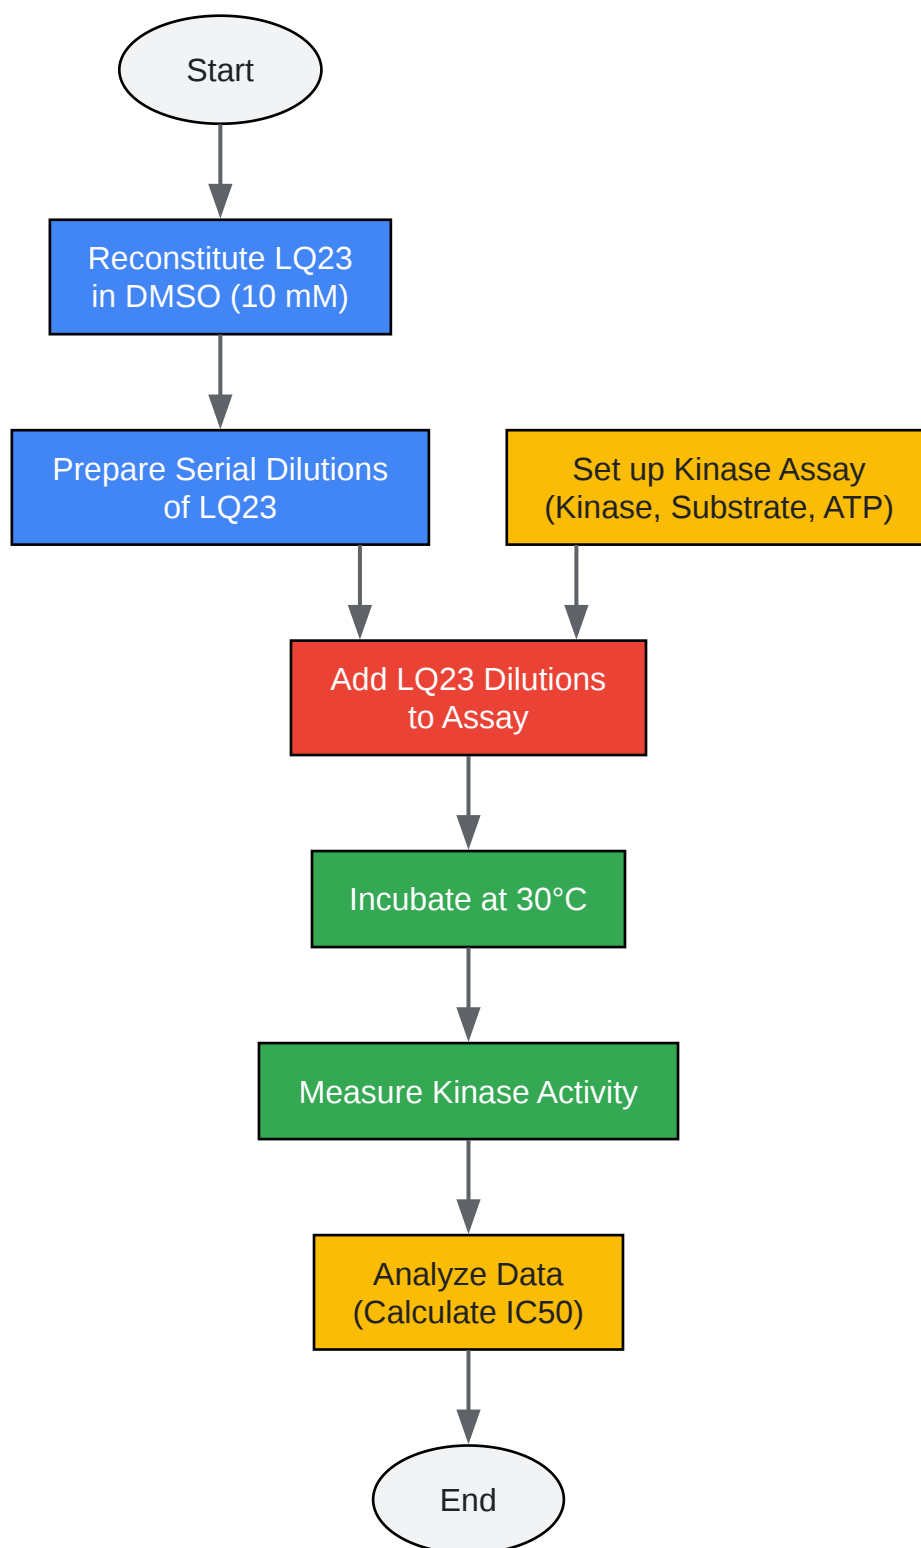 Start
Reconstitute LQ23
in DMSO (10 mM)
Prepare Serial Dilutions
of LQ23
Set up Kinase Assay
(Kinase, Substrate, ATP)
Add LQ23 Dilutions
to Assay
Incubate at 30°C
Measure Kinase Activity
Analyze Data
(Calculate IC50)
End